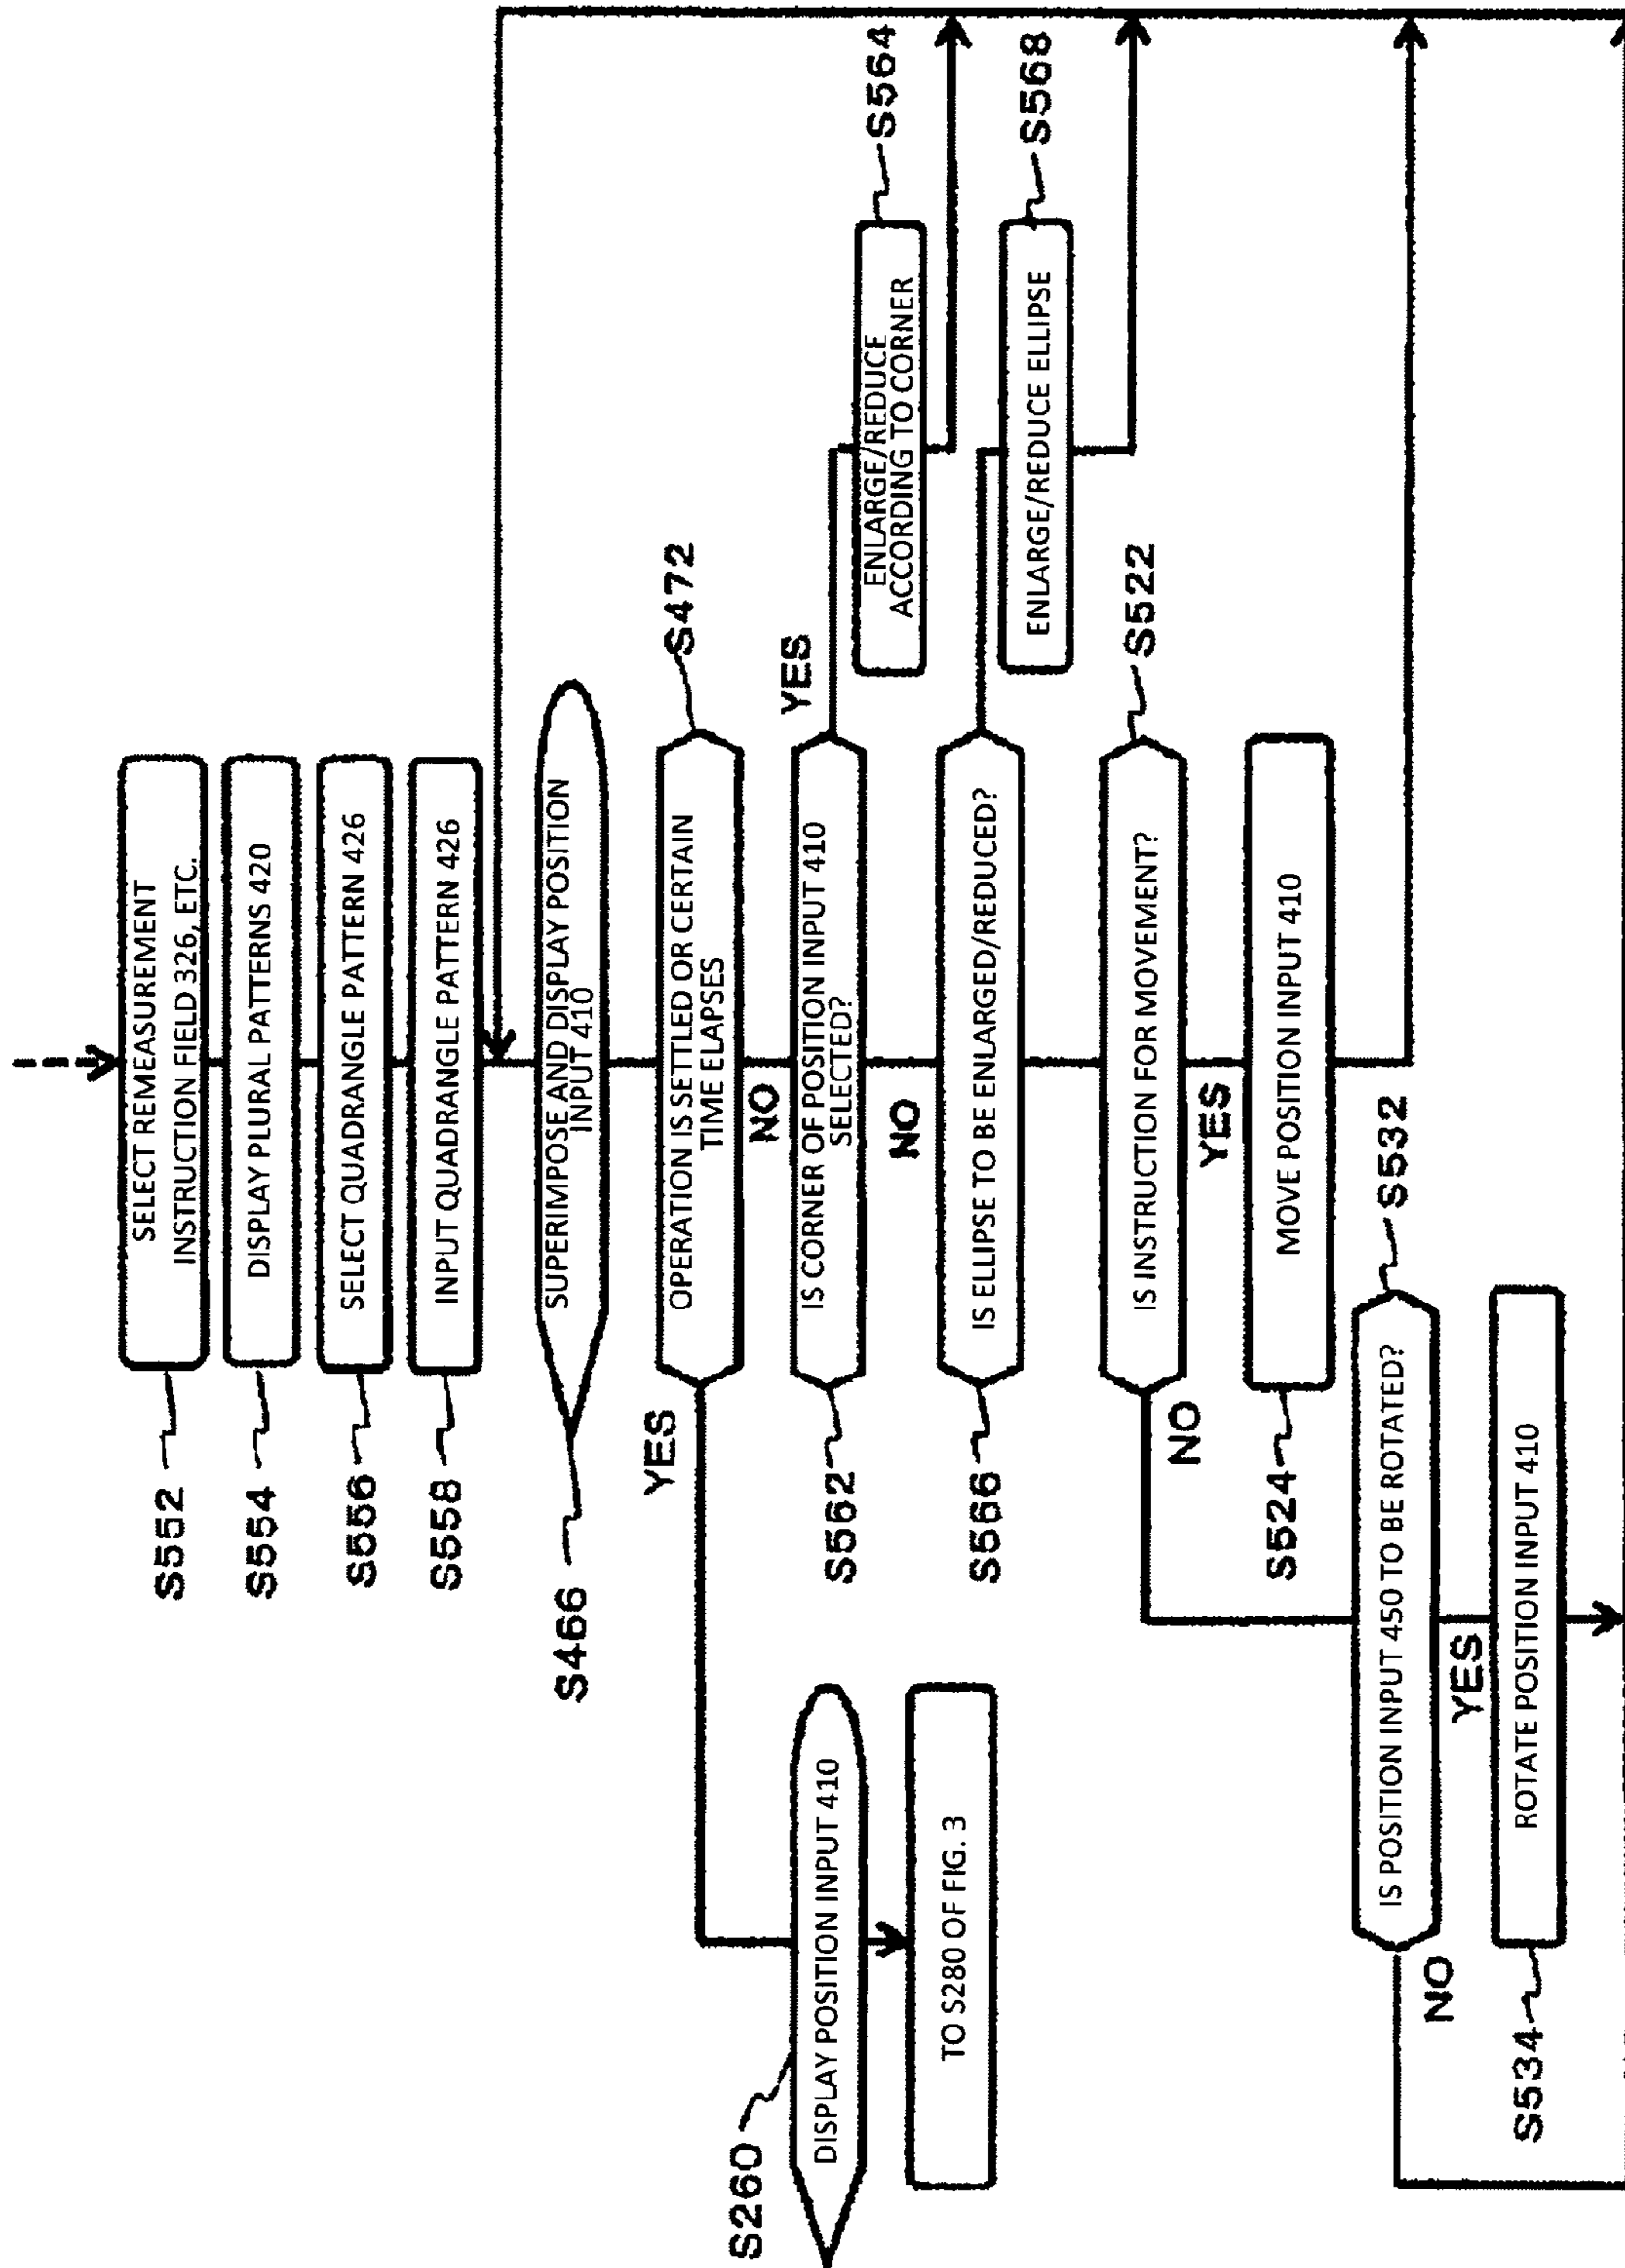 S552
SELECT REMEASUREMENT
INSTRUCTION FIELD 326, ETC.
S554
DISPLAY PLURAL PATTERNS 420
S556
SELECT QUADRANGLE PATTERN 426
S558
INPUT QUADRANGLE PATTERN 426
S466
SUPERIMPOSE AND DISPLAY POSITION
INPUT 410
S472
OPERATION IS SETTLED OR CERTAIN
TIME ELAPSES
YES
NO
S260
DISPLAY POSITION INPUT 410
TO S280 OF FIG. 3
S562
IS CORNER OF POSITION INPUT 410
SELECTED?
YES
NO
S564
ENLARGE/REDUCE
ACCORDING TO CORNER
S566
IS ELLIPSE TO BE ENLARGED/REDUCED?
S568
ENLARGE/REDUCE ELLIPSE
S522
IS INSTRUCTION FOR MOVEMENT?
NO
YES
S524
MOVE POSITION INPUT 410
S532
IS POSITION INPUT 450 TO BE ROTATED?
NO
YES
S534
ROTATE POSITION INPUT 410